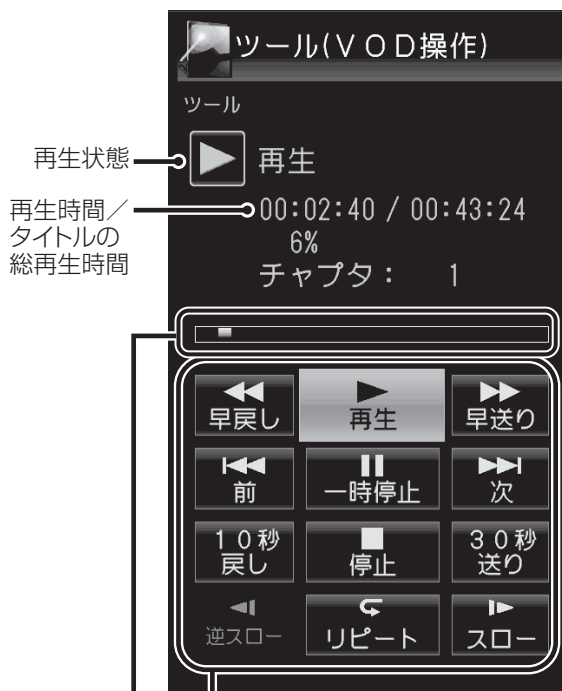 ツール(ＶＯＤ操作)
ツール
再生状態
再生
再生時間／
タイトルの
総再生時間
00:02:40 / 00:43:24
6%
チャプタ： 1
早戻し
再生
早送り
前
一時停止
次
１０秒
戻し
停止
３０秒
送り
逆スロー
リピート
スロー